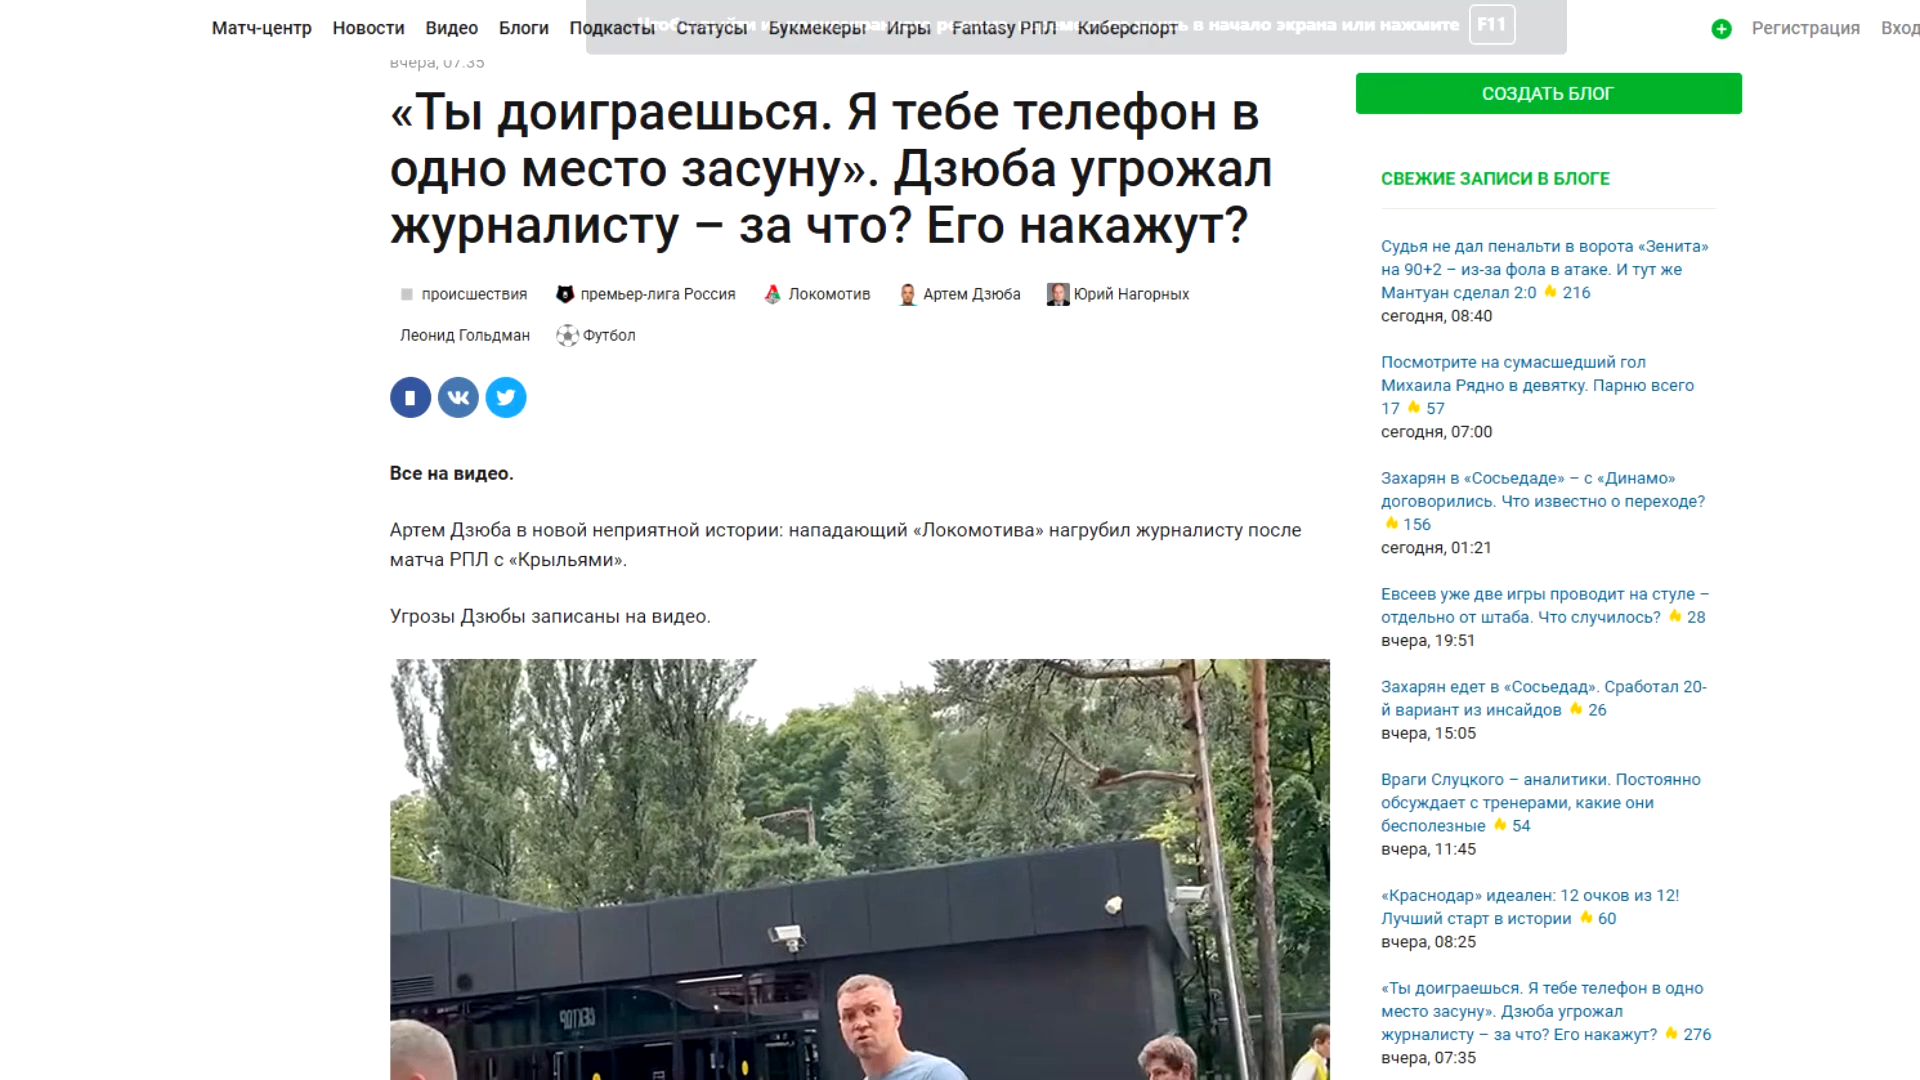 Матч-центр Новости Видео Блоги Подкасты Статусы Букмекеры Игры Fantasy РПЛ Киберспорт
в начало экрана или нажмите F11
Регистрация Вход
вчера, 07:35
«Ты доиграешься. Я тебе телефон в
одно место засуну». Дзюба угрожал
журналисту – за что? Его накажут?
происшествия премьер-лига Россия Локомотив Артем Дзюба Юрий Нагорных
Леонид Гольдман Футбол
Все на видео.
Артем Дзюба в новой неприятной истории: нападающий «Локомотива» нагрубил журналисту после
матча РПЛ с «Крыльями».
Угрозы Дзюбы записаны на видео.
СОЗДАТЬ БЛОГ
СВЕЖИЕ ЗАПИСИ В БЛОГЕ
Судья не дал пенальти в ворота «Зенита»
на 90+2 – из-за фола в атаке. И тут же
Мантуан сделал 2:0 216
сегодня, 08:40
Посмотрите на сумасшедший гол
Михаила Рядно в девятку. Парню всего
17 57
сегодня, 07:00
Захарян в «Сосьедаде» – с «Динамо»
договорились. Что известно о переходе?
156
сегодня, 01:21
Евсеев уже две игры проводит на стуле –
отдельно от штаба. Что случилось? 28
вчера, 19:51
Захарян едет в «Сосьедад». Сработал 20-
й вариант из инсайдов 26
вчера, 15:05
Враги Слуцкого – аналитики. Постоянно
обсуждает с тренерами, какие они
бесполезные 54
вчера, 11:45
«Краснодар» идеален: 12 очков из 12!
Лучший старт в истории 60
вчера, 08:25
«Ты доиграешься. Я тебе телефон в одно
место засуну». Дзюба угрожал
журналисту – за что? Его накажут? 276
вчера, 07:35